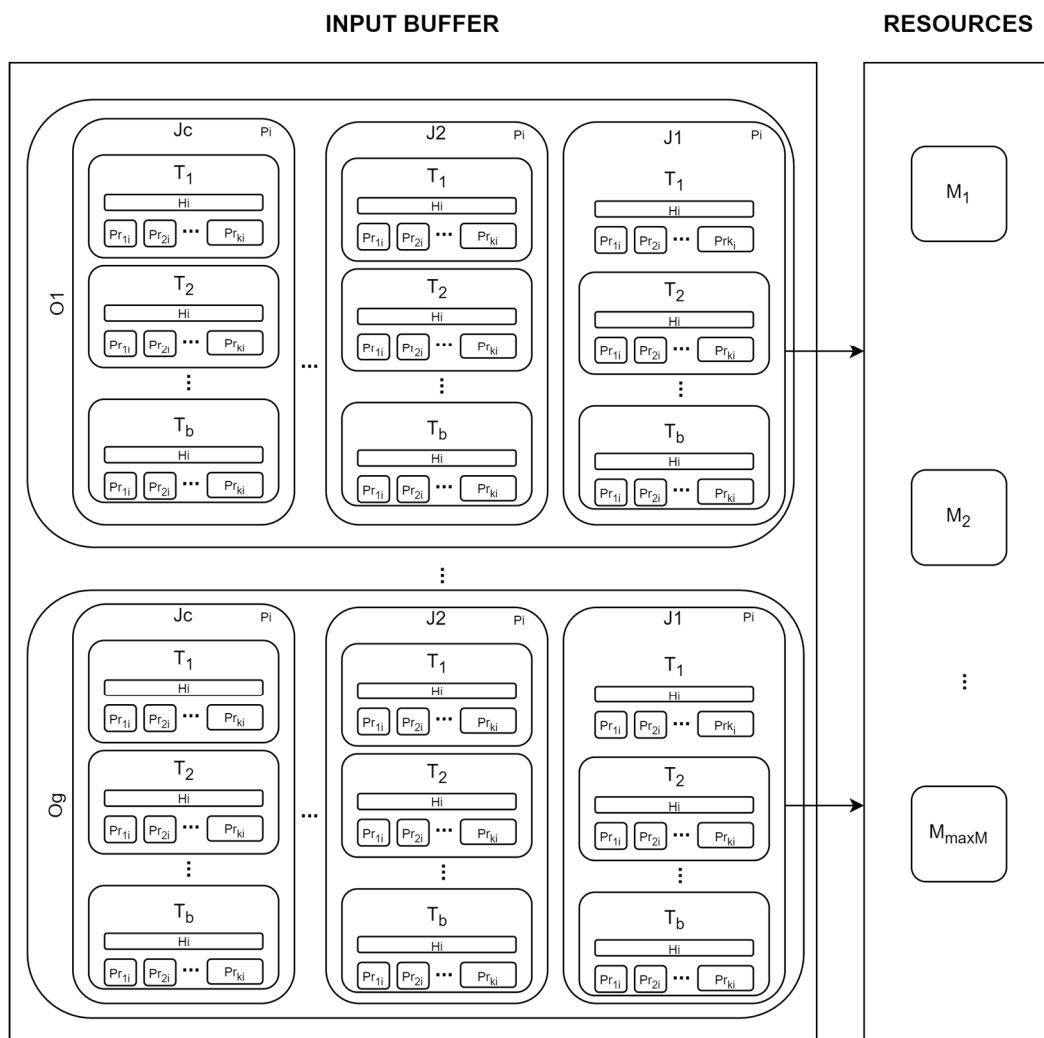 INPUT BUFFER
RESOURCES
O1
Jc Pi
T1
Hi
Pr1i Pr2i ... Prki
T2
Hi
Pr1i Pr2i ... Prki
⋮
Tb
Hi
Pr1i Pr2i ... Prki
...
J2 Pi
T1
Hi
Pr1i Pr2i ... Prki
T2
Hi
Pr1i Pr2i ... Prki
⋮
Tb
Hi
Pr1i Pr2i ... Prki
J1 Pi
T1
Hi
Pr1i Pr2i ... Prki
T2
Hi
Pr1i Pr2i ... Prki
⋮
Tb
Hi
Pr1i Pr2i ... Prki
⋮
Og
Jc Pi
T1
Hi
Pr1i Pr2i ... Prki
T2
Hi
Pr1i Pr2i ... Prki
⋮
Tb
Hi
Pr1i Pr2i ... Prki
...
J2 Pi
T1
Hi
Pr1i Pr2i ... Prki
T2
Hi
Pr1i Pr2i ... Prki
⋮
Tb
Hi
Pr1i Pr2i ... Prki
J1 Pi
T1
Hi
Pr1i Pr2i ... Prki
T2
Hi
Pr1i Pr2i ... Prki
⋮
Tb
Hi
Pr1i Pr2i ... Prki
M1
M2
⋮
MmaxM